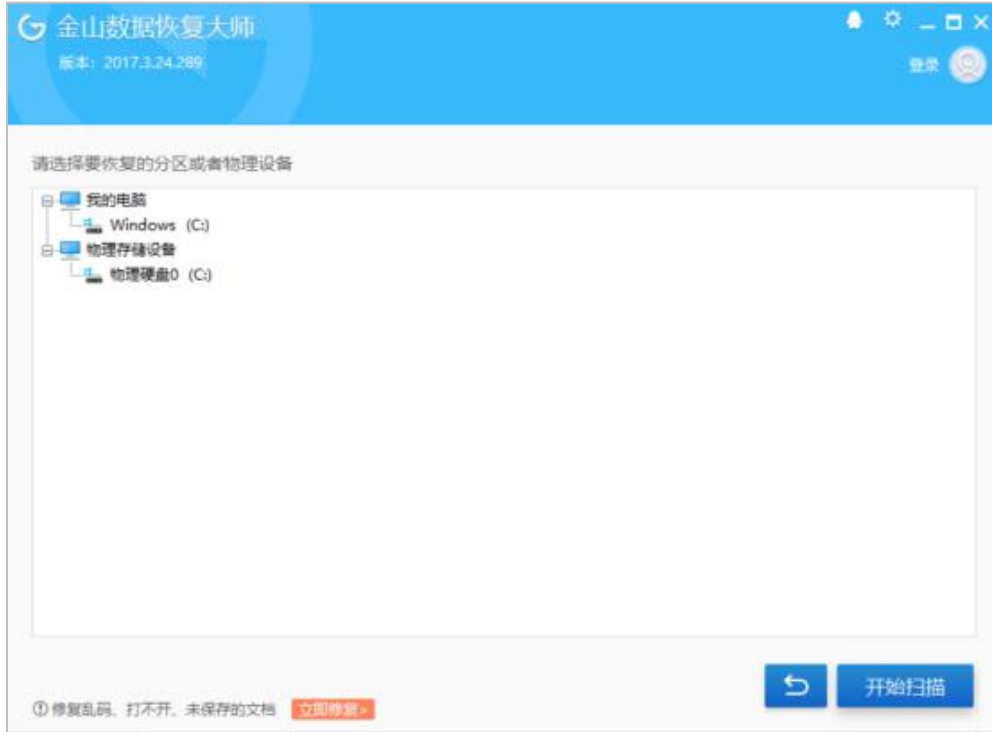 金山数据恢复大师
版本：2017.3.24.289
登录
请选择要恢复的分区或者物理设备
我的电脑
Windows (C:)
物理存储设备
物理硬盘0 (C:)
开始扫描
修复乱码、打不开、未保存的文档 立即修复>